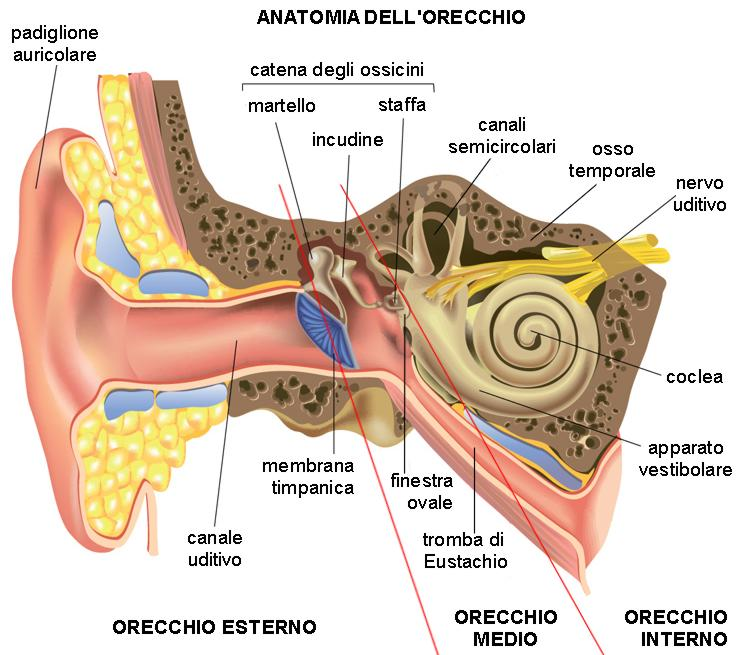 ANATOMIA DELL'ORECCHIO
padiglione
auricolare
catena degli ossicini
martello
staffa
incudine
canali
semicircolari
osso
temporale
nervo
uditivo
coclea
apparato
vestibolare
membrana
timpanica
finestra
ovale
canale
uditivo
tromba di
Eustachio
ORECCHIO ESTERNO
ORECCHIO
MEDIO
ORECCHIO
INTERNO